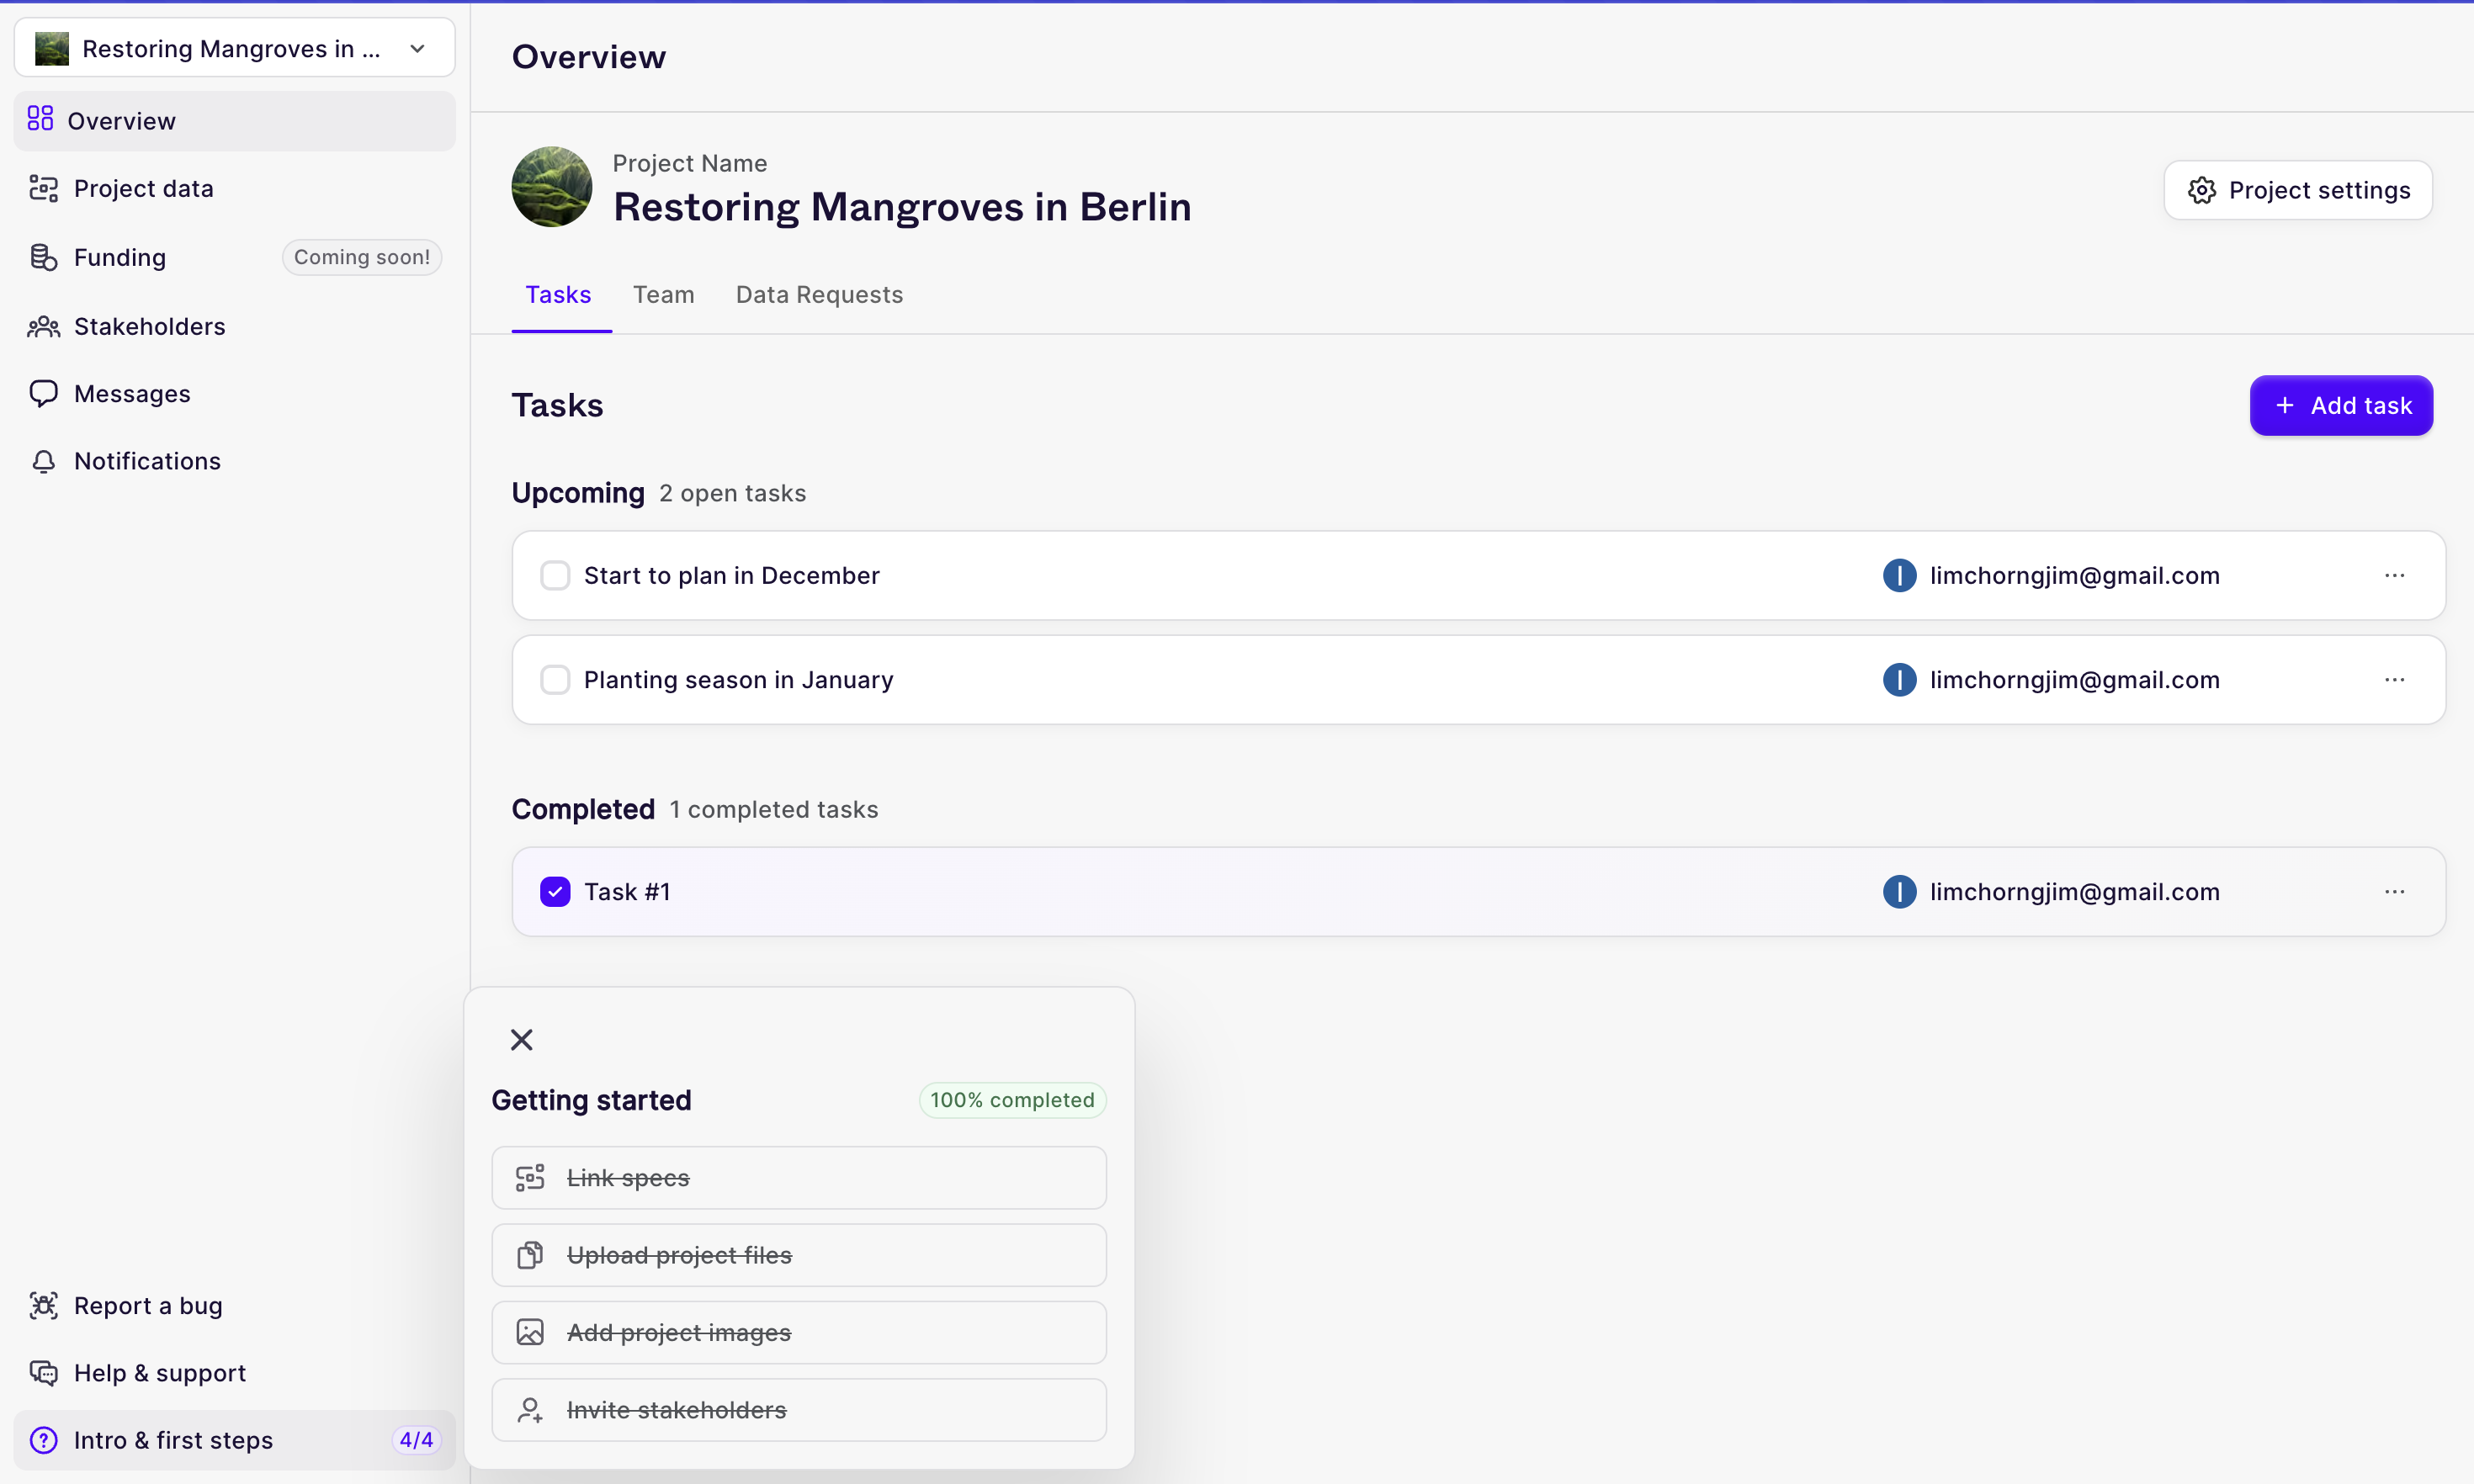 Restoring Mangroves in ...
Overview
Project data
Funding
Coming soon!
Stakeholders
Messages
Notifications
Report a bug
Help & support
Intro & first steps
4/4
Overview
Project Name
Restoring Mangroves in Berlin
Project settings
Tasks
Team
Data Requests
Tasks
+ Add task
Upcoming 2 open tasks
Start to plan in December
l
limchorngjim@gmail.com
...
Planting season in January
l
limchorngjim@gmail.com
...
Completed 1 completed tasks
Task #1
l
limchorngjim@gmail.com
...
Getting started
100% completed
Link specs
Upload project files
Add project images
Invite stakeholders